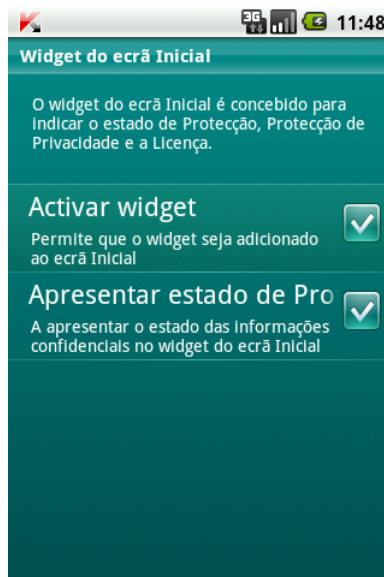 3G 11:48
Widget do ecrã Inicial
O widget do ecrã Inicial é concebido para
indicar o estado de Protecção, Protecção de
Privacidade e a Licença.
Activar widget
Permite que o widget seja adicionado
ao ecrã Inicial
Apresentar estado de Pro
A apresentar o estado das informações
confidenciais no widget do ecrã Inicial